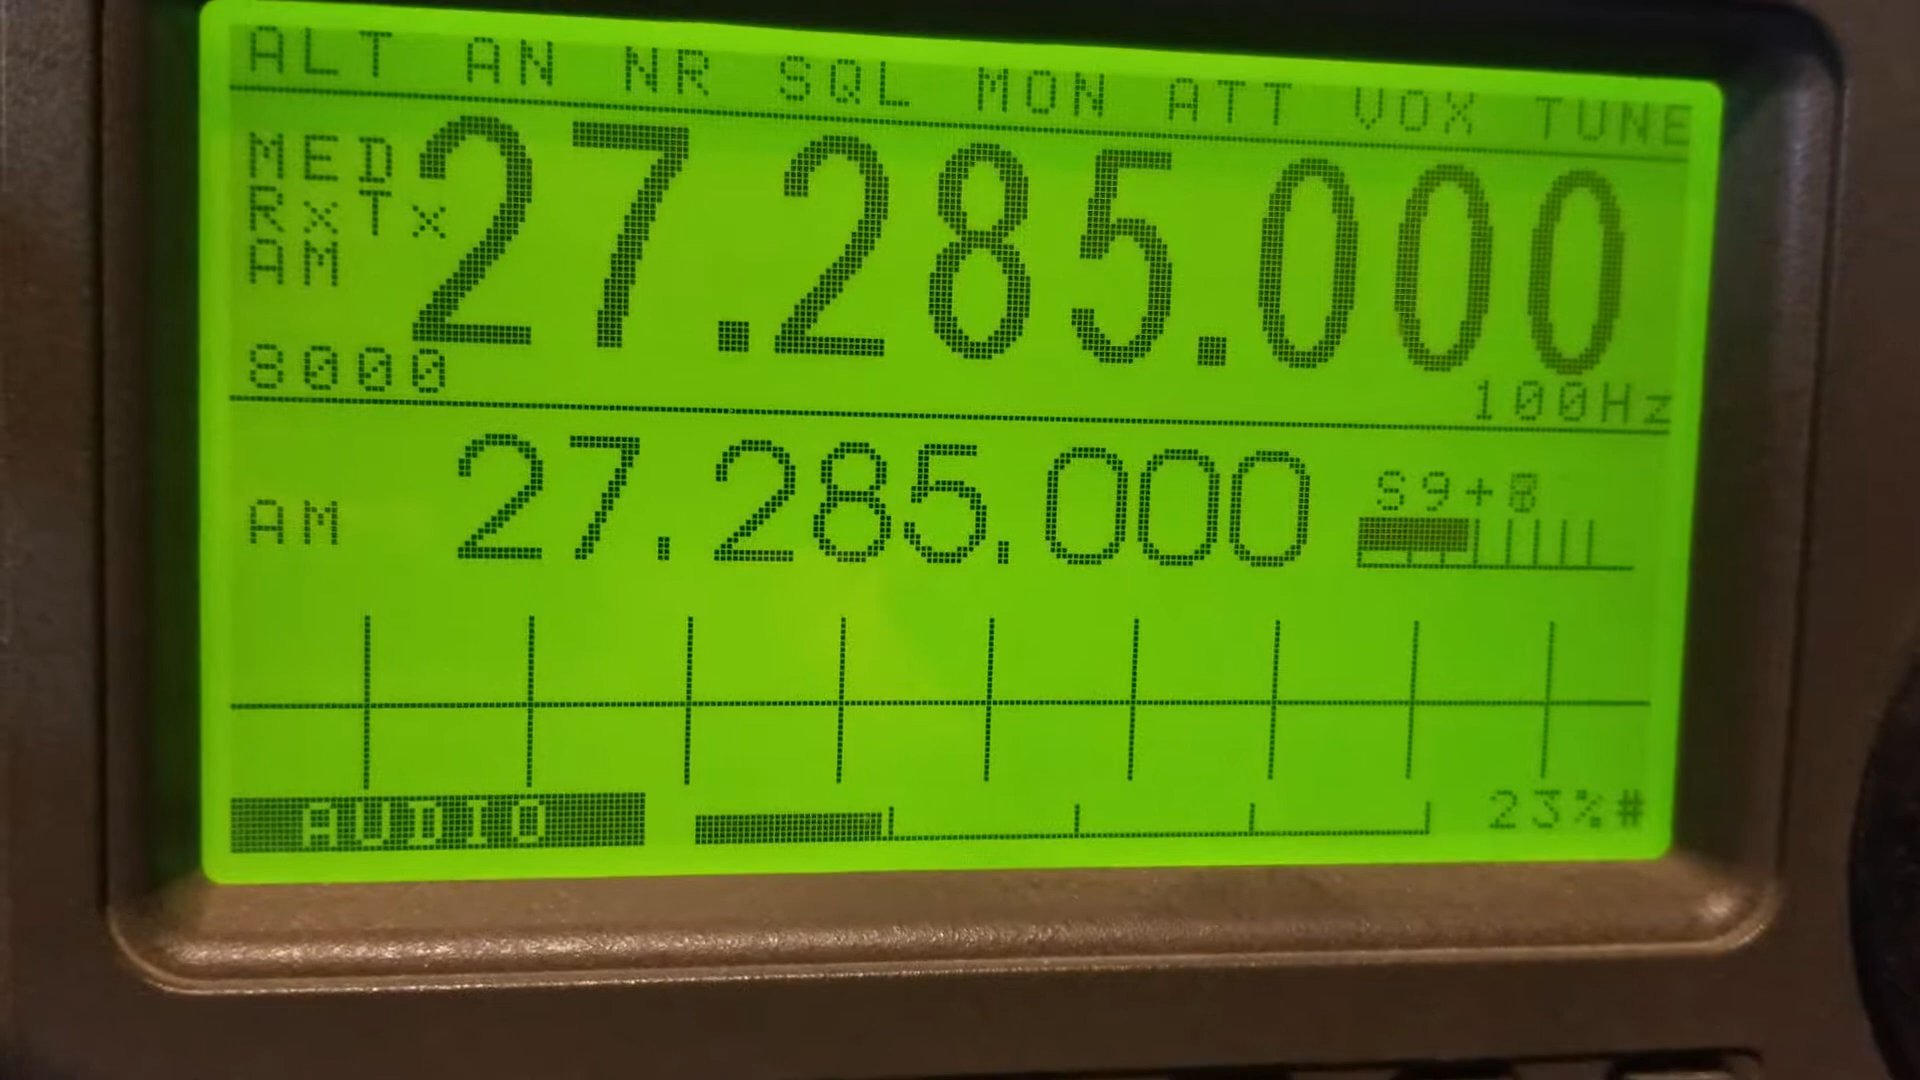 ALT AN NR SQL MON ATT VOX TUNE
MED
RxTx
AM
27.285.000
8000
100Hz
AM 27.285.000 S9+8
AUDIO 23%#